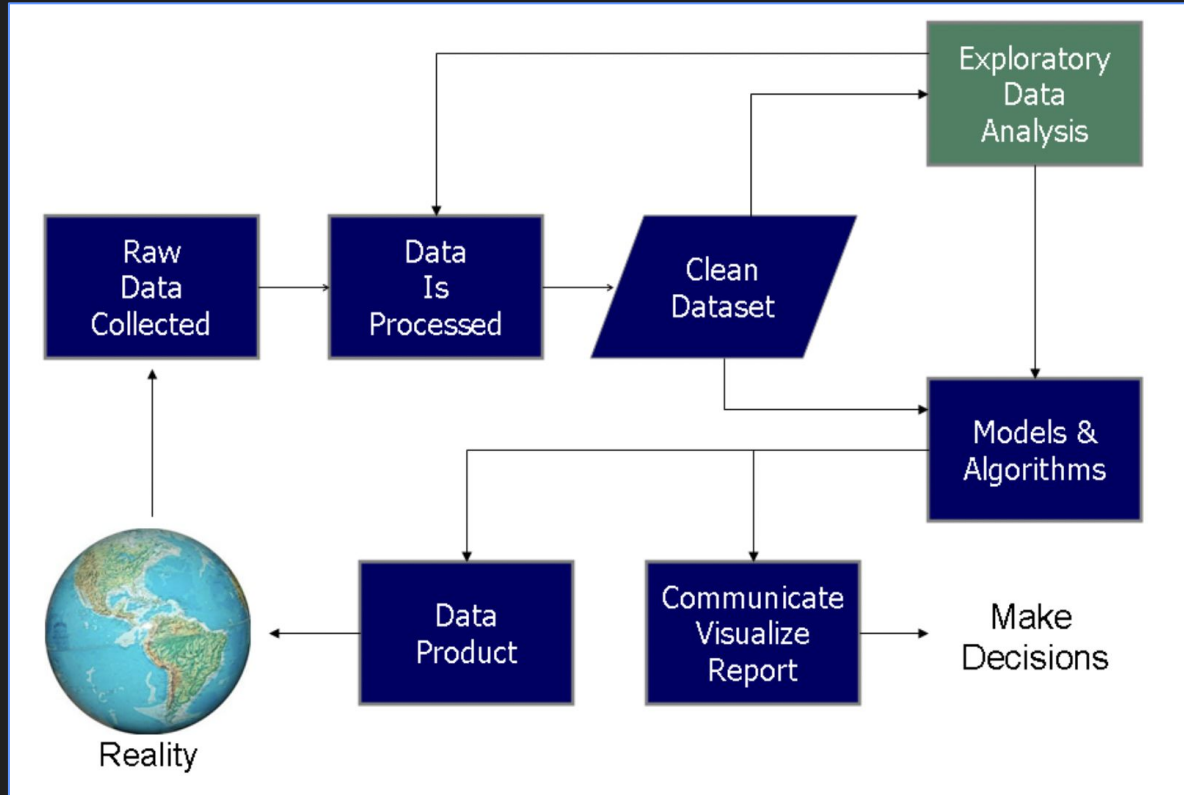 Exploratory
Data
Analysis
Raw
Data
Collected
Data
Is
Processed
Clean
Dataset
Models &
Algorithms
Data
Product
Communicate
Visualize
Report
Make
Decisions
Reality